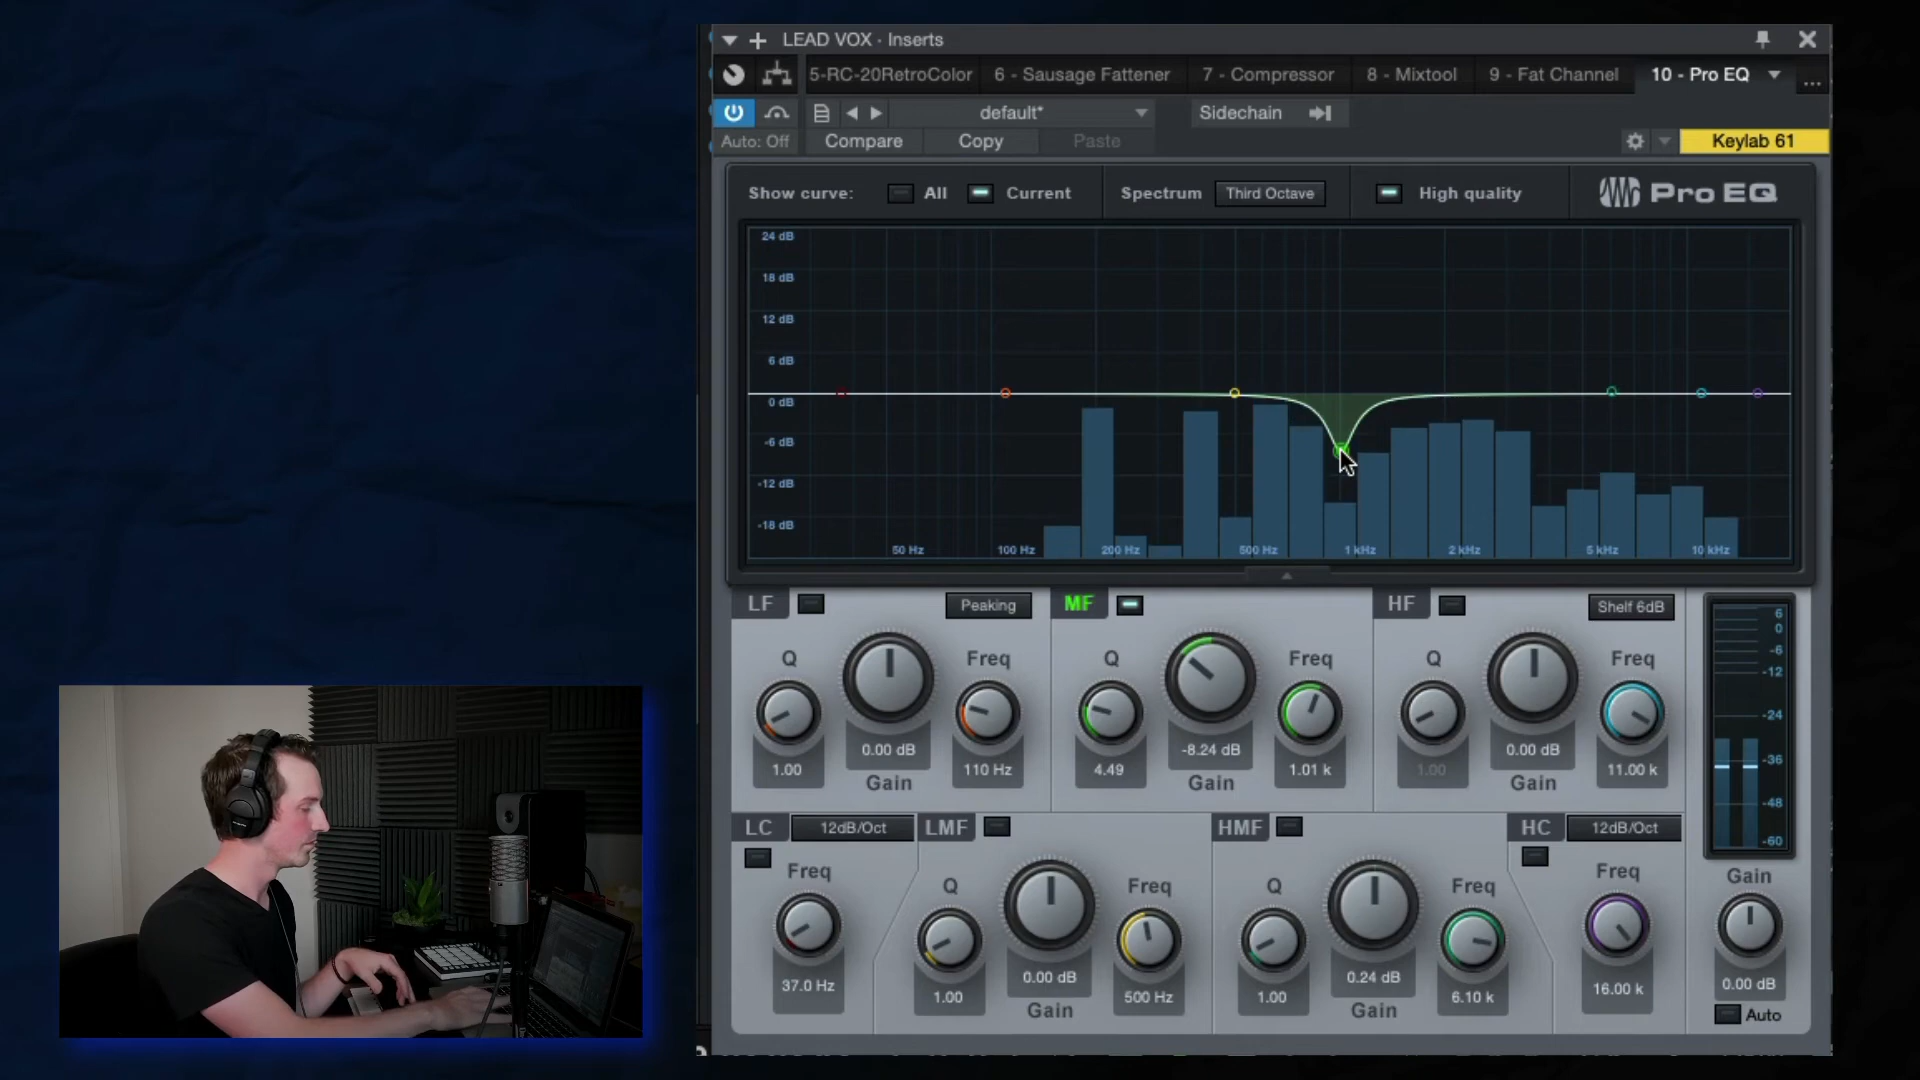 LEAD VOX · Inserts
5-RC-20RetroColor 6 - Sausage Fattener 7 - Compressor 8 - Mixtool 9 - Fat Channel 10 - Pro EQ ...
default* Sidechain
Auto: Off Compare Copy Paste Keylab 61
Show curve: All Current Spectrum Third Octave High quality Pro EQ
24 dB
18 dB
12 dB
6 dB
0 dB
-6 dB
-12 dB
-18 dB
50 Hz 100 Hz 200 Hz 500 Hz 1 kHz 2 kHz 5 kHz 10 kHz
LF Peaking MF HF Shelf 6dB
Q Freq Q Freq Q Freq
0.00 dB -8.24 dB 0.00 dB
1.00 110 Hz 4.49 1.01 k 1.00 11.00 k
Gain Gain Gain
6
0
-6
-12
-24
-36
-48
-60
LC 12dB/Oct LMF HMF HC 12dB/Oct
Freq Q Freq Q Freq Freq Gain
37.0 Hz 0.00 dB 0.24 dB 16.00 k 0.00 dB
1.00 500 Hz 1.00 6.10 k
Gain Gain Auto